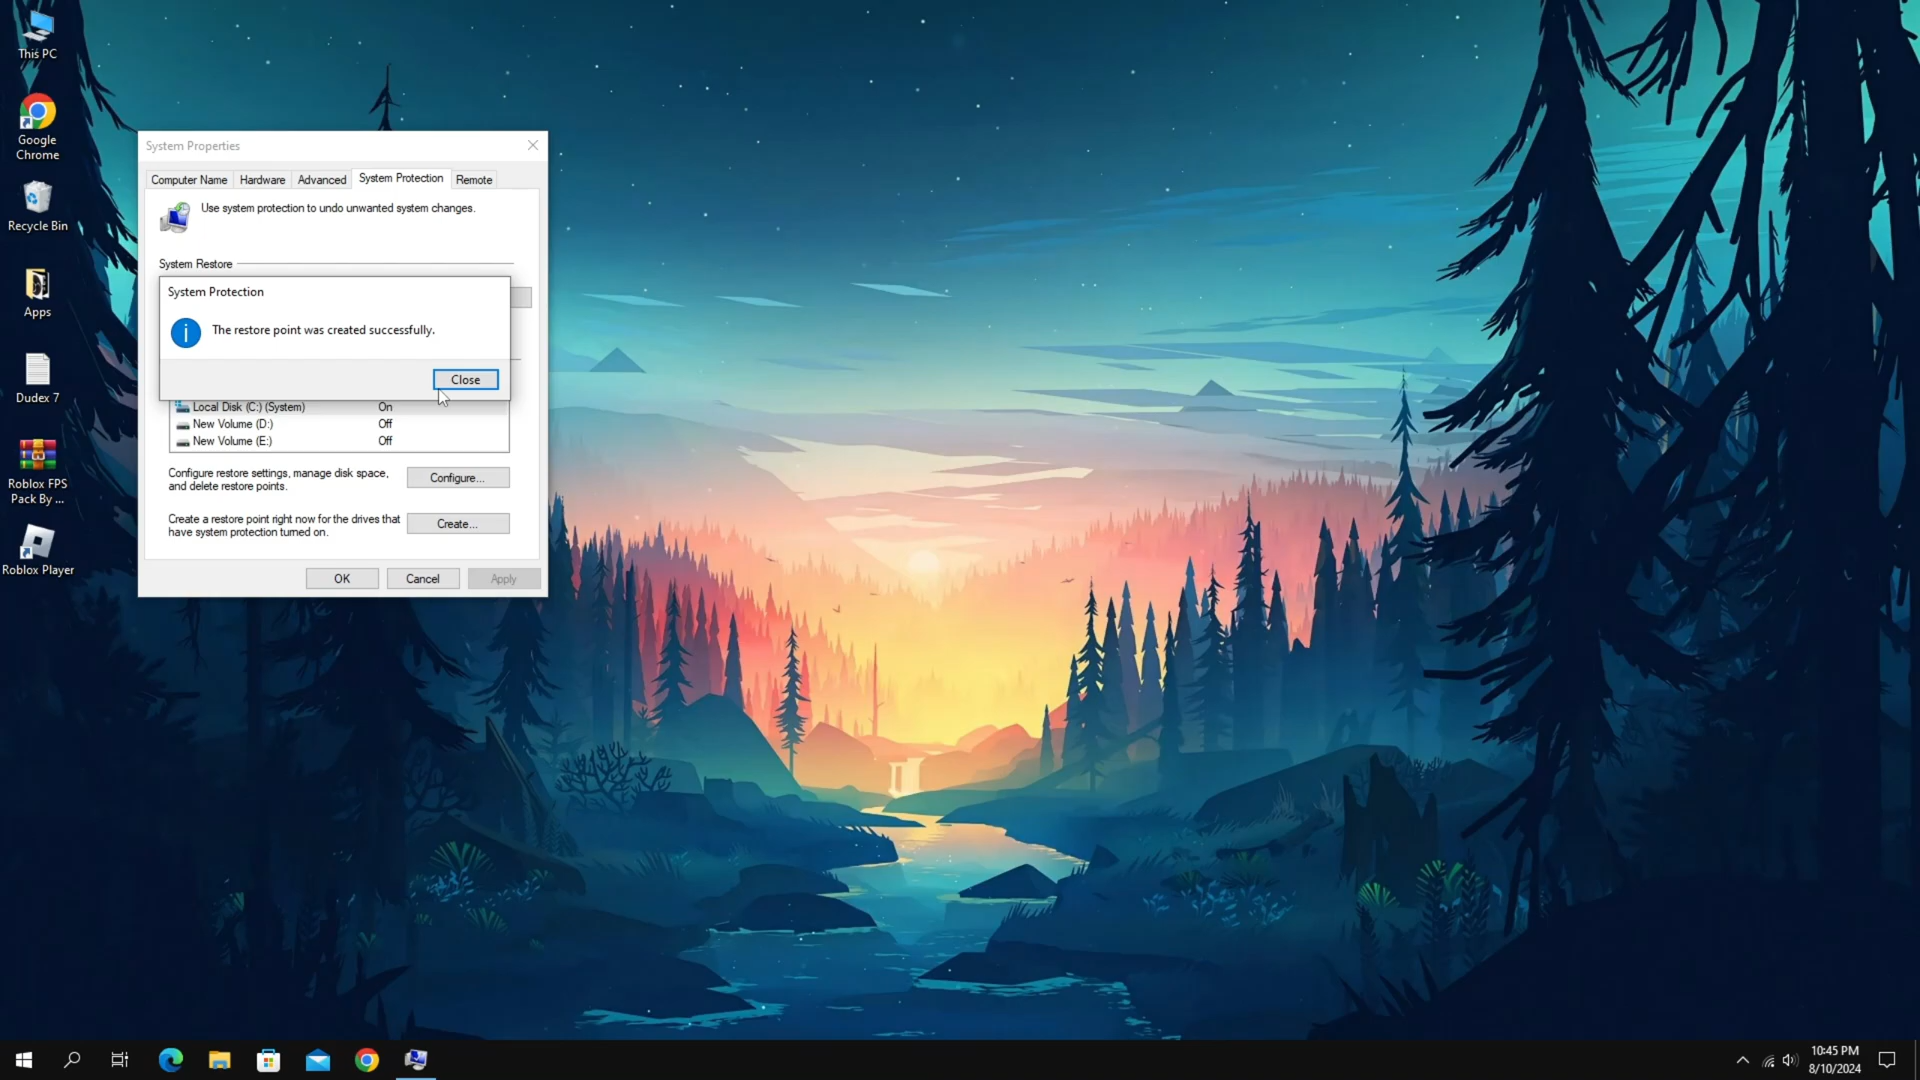 This PC
Google
Chrome
Recycle Bin
Apps
Dudex 7
Roblox FPS
Pack By ...
Roblox Player
System Properties
Computer Name Hardware Advanced System Protection Remote
Use system protection to undo unwanted system changes.
System Restore
System Protection
The restore point was created successfully.
Close
Local Disk (C:) (System) On
New Volume (D:) Off
New Volume (E:) Off
Configure restore settings, manage disk space,
and delete restore points.
Configure...
Create a restore point right now for the drives that
have system protection turned on.
Create...
OK Cancel Apply
10:45 PM
8/10/2024